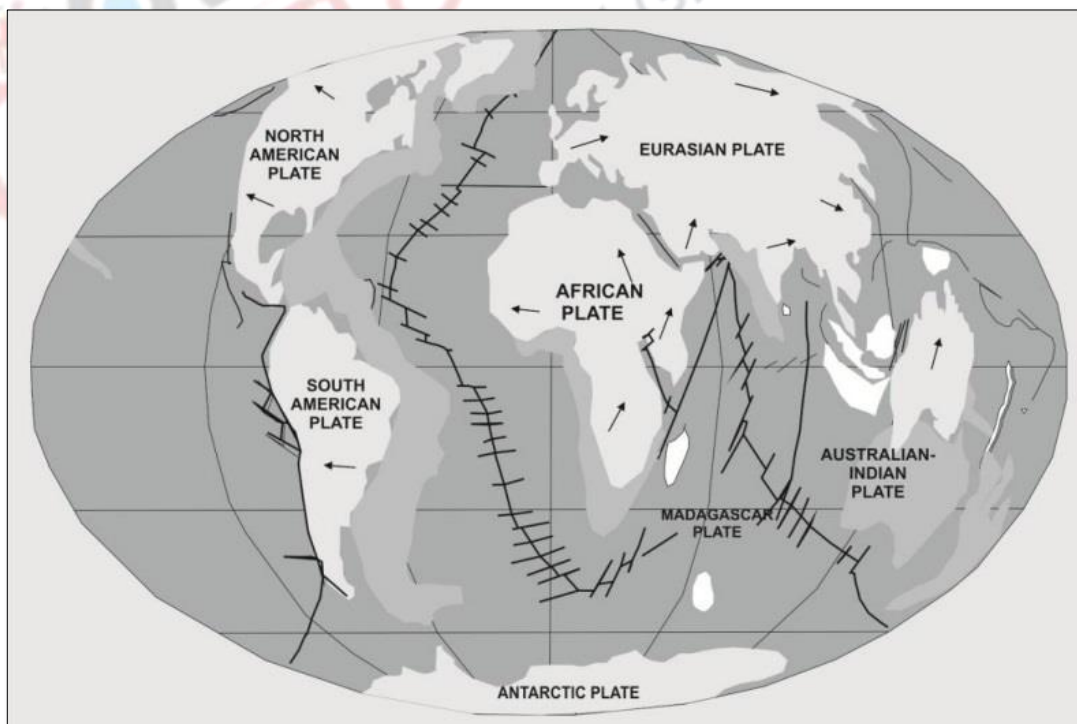 NORTH
AMERICAN
PLATE
EURASIAN PLATE
AFRICAN
PLATE
SOUTH
AMERICAN
PLATE
AUSTRALIAN-
INDIAN
PLATE
MADAGASCAR
PLATE
ANTARCTIC PLATE